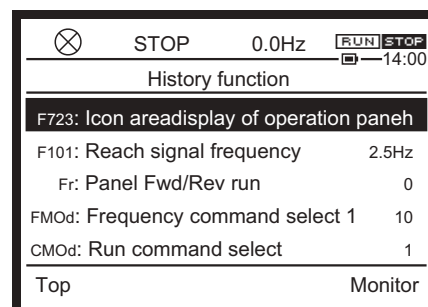 STOP 0.0Hz RUN STOP
14:00
History function
F723: Icon areadisplay of operation paneh
F101: Reach signal frequency 2.5Hz
Fr: Panel Fwd/Rev run 0
FMOd: Frequency command select 1 10
CMOd: Run command select 1
Top Monitor